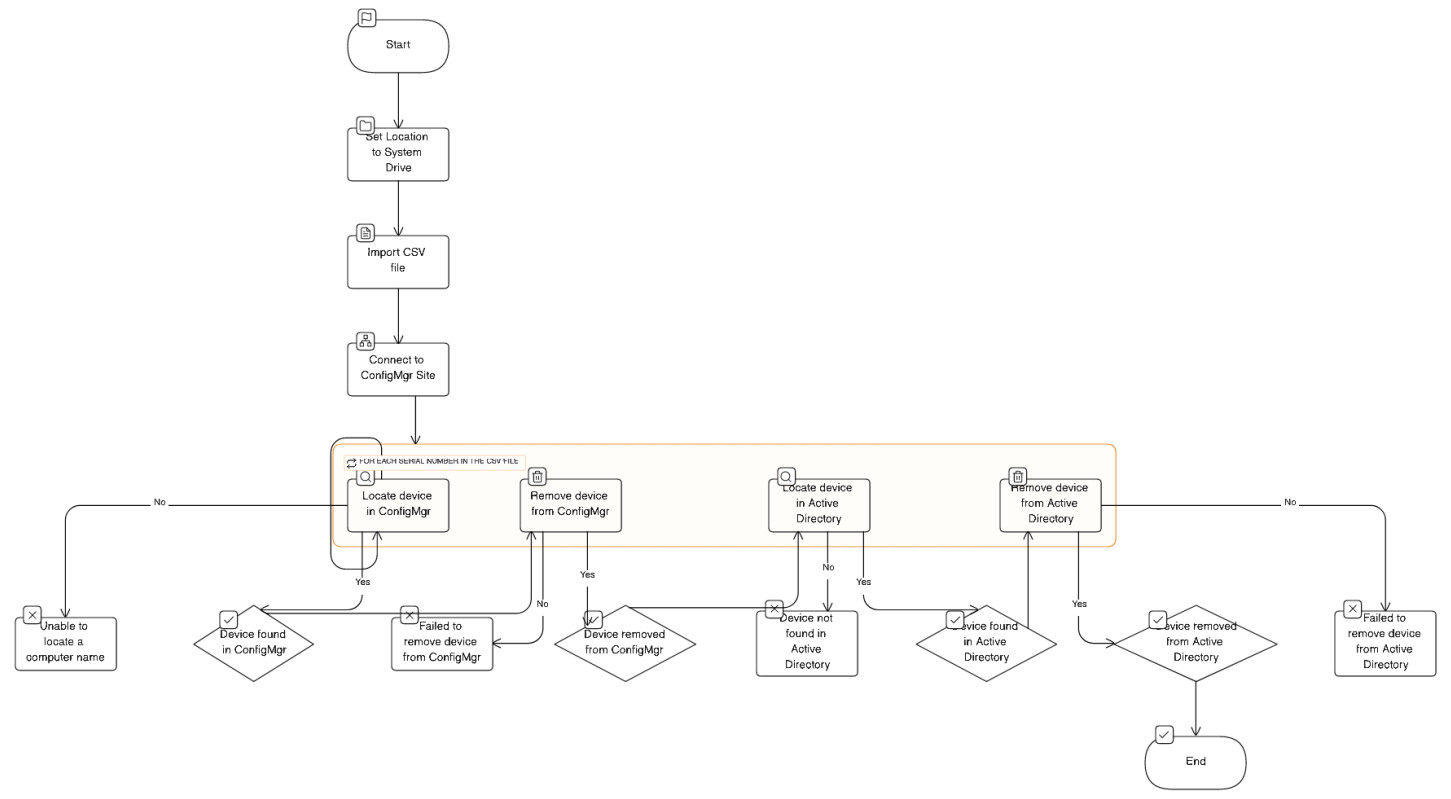 Start
Set Location
to System
Drive
Import CSV
file
Connect to
ConfigMgr Site
FOR EACH SERIAL NUMBER IN THE CSV FILE
Locate device
in ConfigMgr
Remove device
from ConfigMgr
Locate device
in Active
Directory
Remove device
from Active
Directory
No
No
Yes
Yes
No
No
Yes
Yes
Unable to
locate a
computer name
Device found
in ConfigMgr
Failed to
remove device
from ConfigMgr
Device removed
from ConfigMgr
Device not
found in
Active
Directory
Device found
in Active
Directory
Device removed
from Active
Directory
Failed to
remove device
from Active
Directory
End